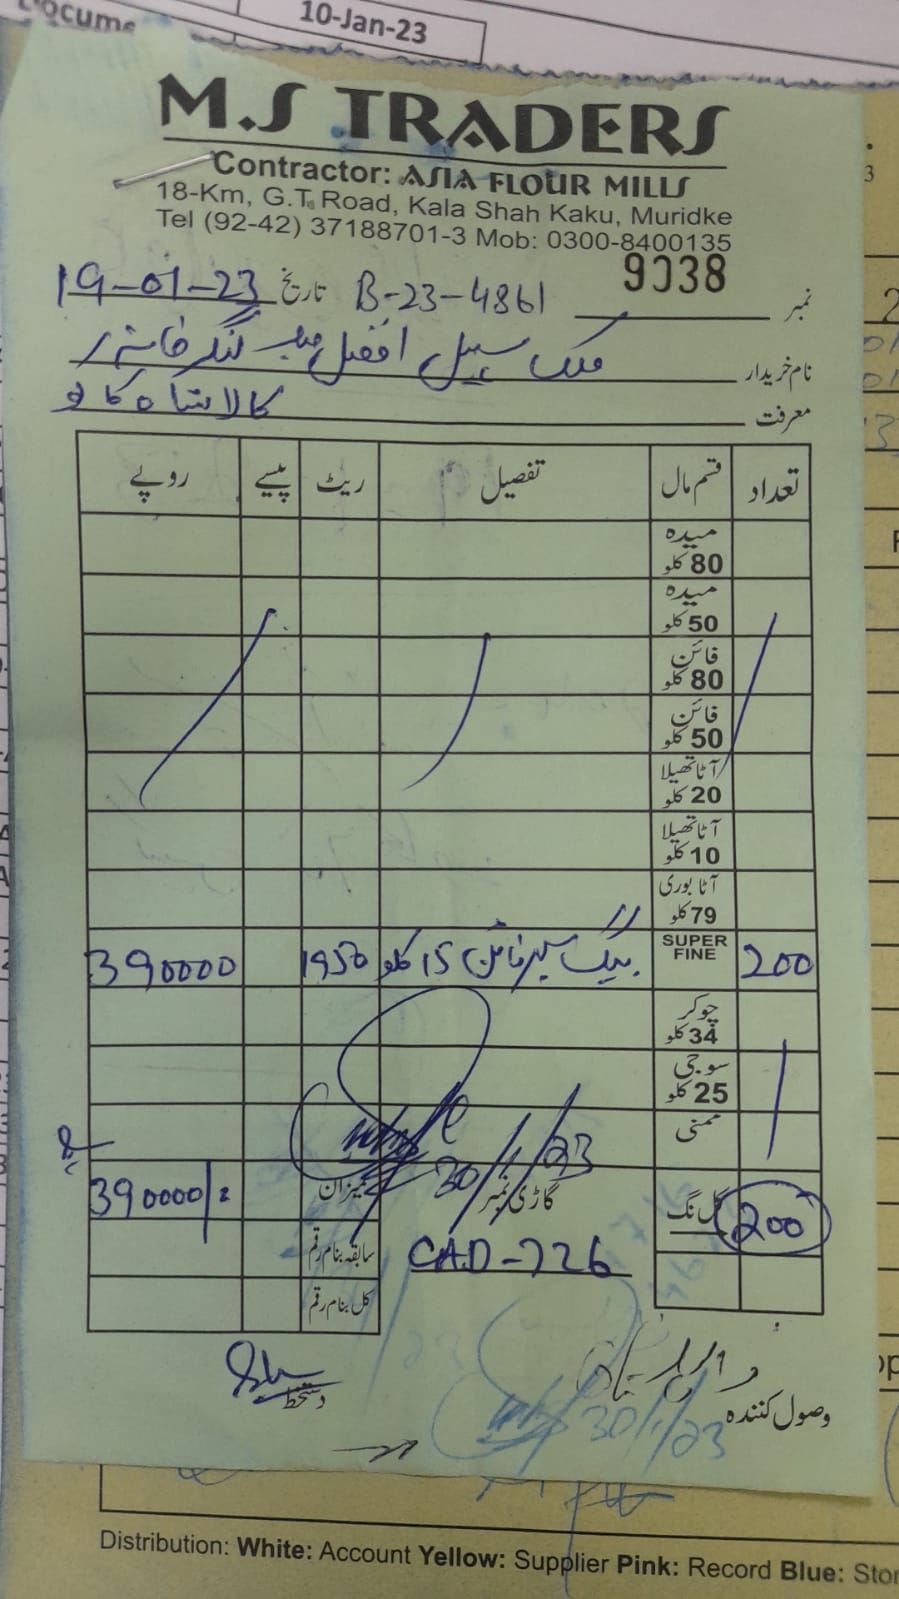 Docume
10-Jan-23
M.S TRADERS
Contractor: ASIA FLOUR MILLS
18-Km, G.T. Road, Kala Shah Kaku, Muridke
Tel (92-42) 37188701-3 Mob: 0300-8400135
نمبر 9038
B-23-4861 تاریخ 19-01-23
نام خریدار ملک سہیل افضل لنگر خانہ
معرفت کالا شاہ کاکو
تعداد قسم مال تفصیل ریٹ پیسے روپے
میدہ 80 کلو
میدہ 50 کلو
فائن 80 کلو
فائن 50 کلو
آٹا تھیلا 20 کلو
آٹا تھیلا 10 کلو
آٹا بوری 79 کلو
200 SUPER FINE بیگ سپر فائن 15 کلو 1950 390000
چوکر 34 کلو
سوجی 25 کلو
ممنی
200 کل نگ گاڑی نمبر 30/1/23 میزان 390000/=
CAD-726 سابقہ بنام رقم
کل بنام رقم
وصول کنندہ دستخط
30/1/23
Distribution: White: Account Yellow: Supplier Pink: Record Blue: Stor